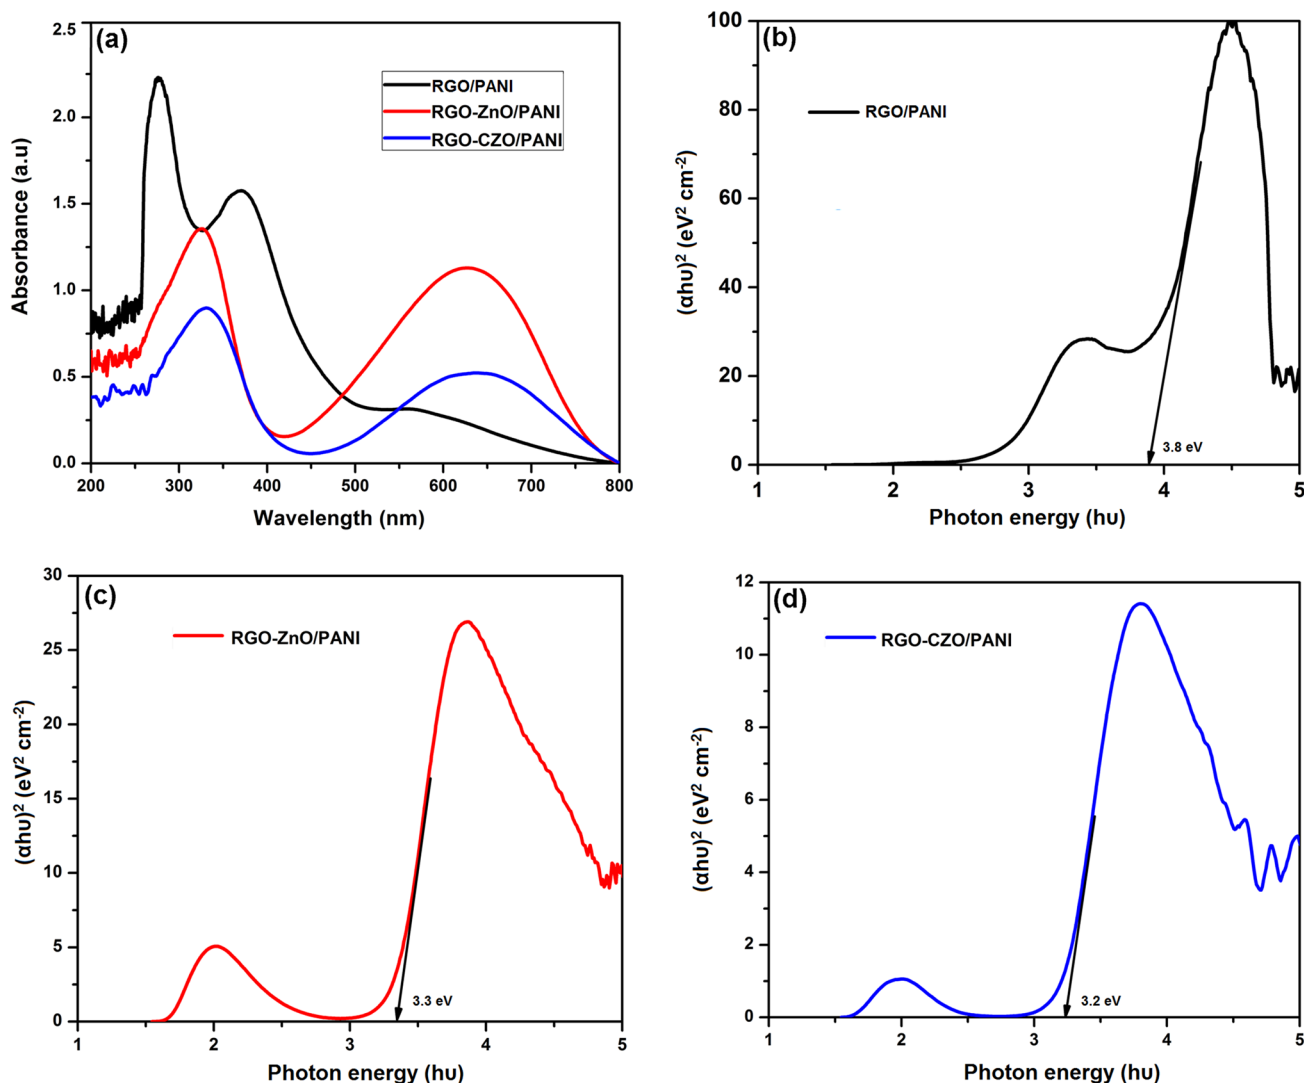 (a)
2.5
2.0
1.5
1.0
0.5
0.0
Absorbance (a.u)
RGO/PANI
RGO-ZnO/PANI
RGO-CZO/PANI
200 300 400 500 600 700 800
Wavelength (nm)
(b)
100
80
60
40
20
0
(αhυ)² (eV² cm⁻²)
RGO/PANI
3.8 eV
1 2 3 4 5
Photon energy (hυ)
(c)
30
25
20
15
10
5
0
(αhυ)² (eV² cm⁻²)
RGO-ZnO/PANI
3.3 eV
1 2 3 4 5
Photon energy (hυ)
(d)
12
10
8
6
4
2
0
(αhυ)² (eV² cm⁻²)
RGO-CZO/PANI
3.2 eV
1 2 3 4 5
Photon energy (hυ)